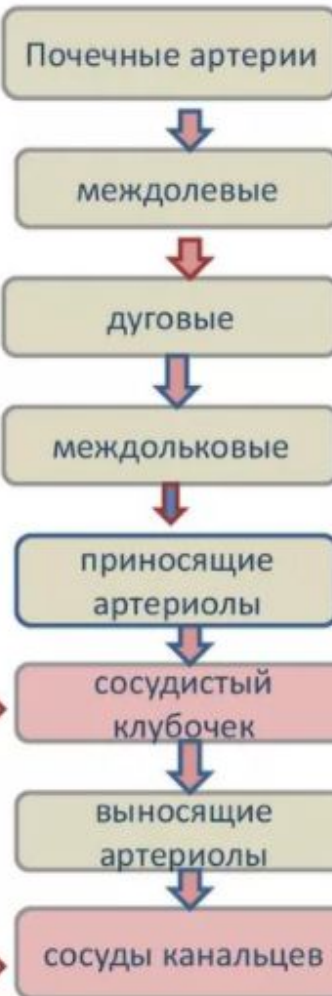 Почечные артерии
междолевые
дуговые
междольковые
приносящие
артериолы
сосудистый
клубочек
выносящие
артериолы
сосуды канальцев